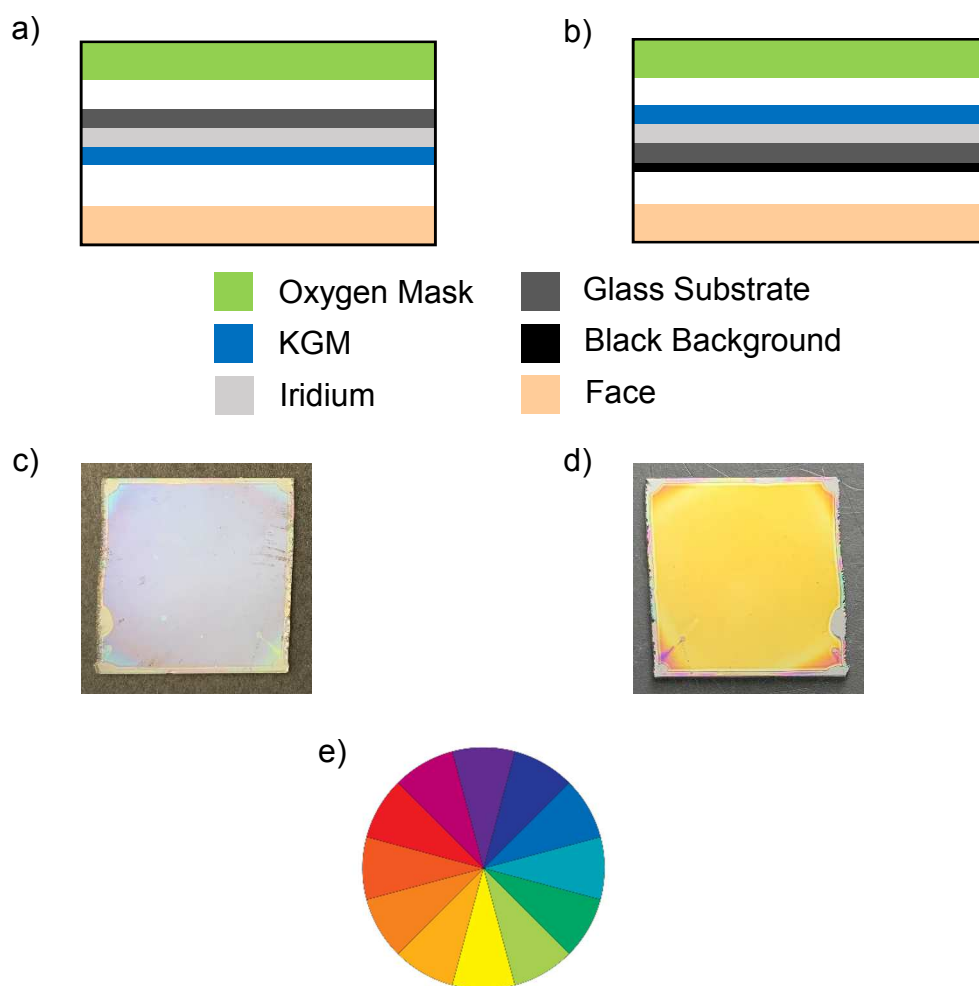 a)
b)
Oxygen Mask
Glass Substrate
KGM
Black Background
Iridium
Face
c)
d)
e)